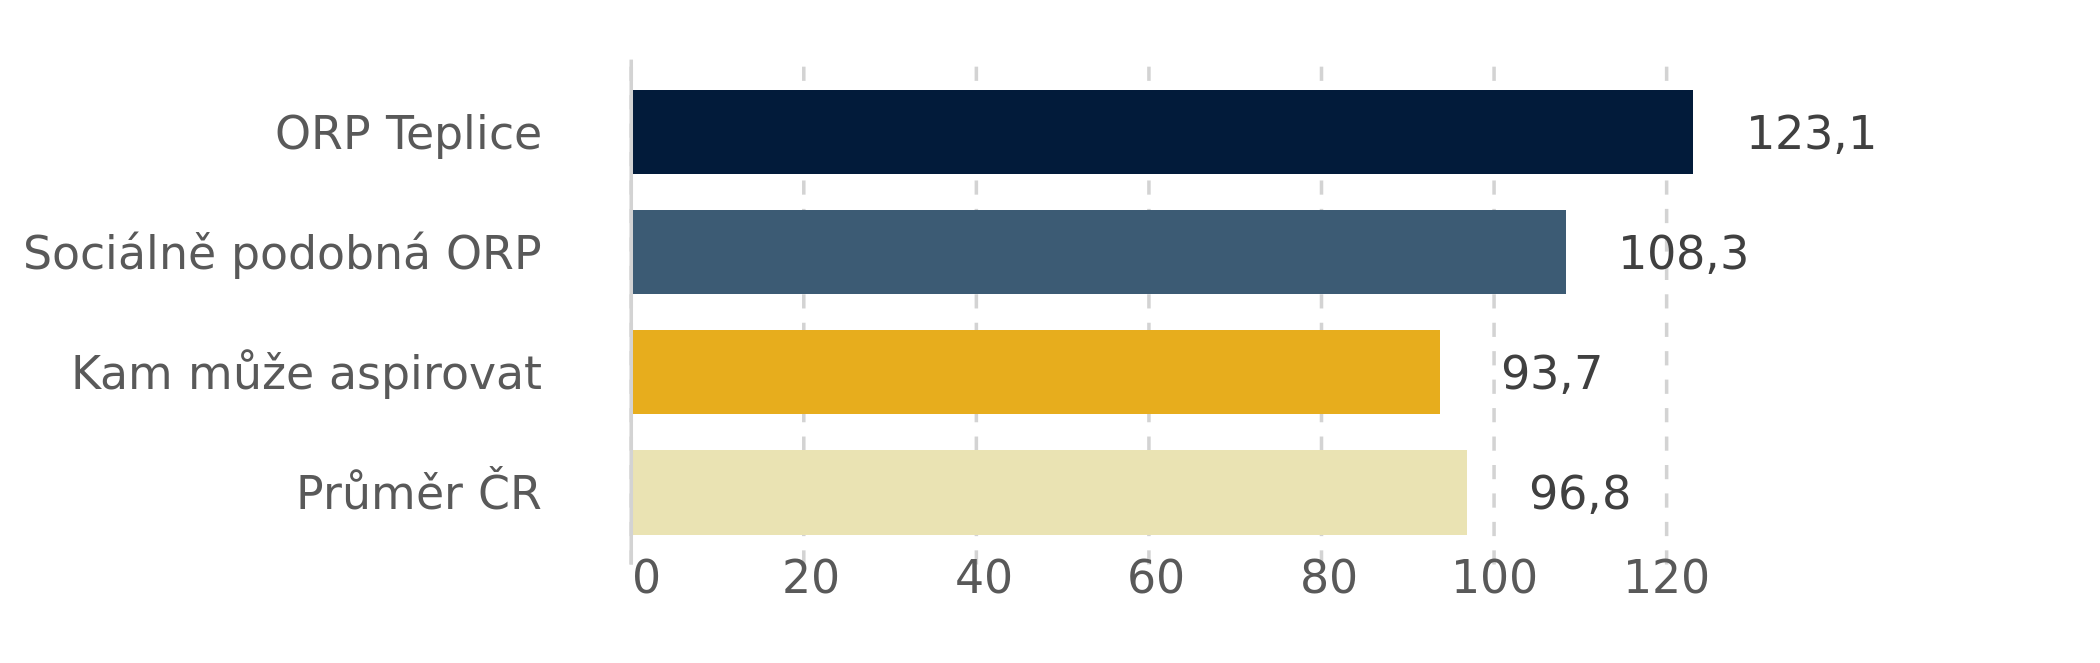 ORP Teplice 123,1
Sociálně podobná ORP 108,3
Kam může aspirovat 93,7
Průměr ČR 96,8
0 20 40 60 80 100 120